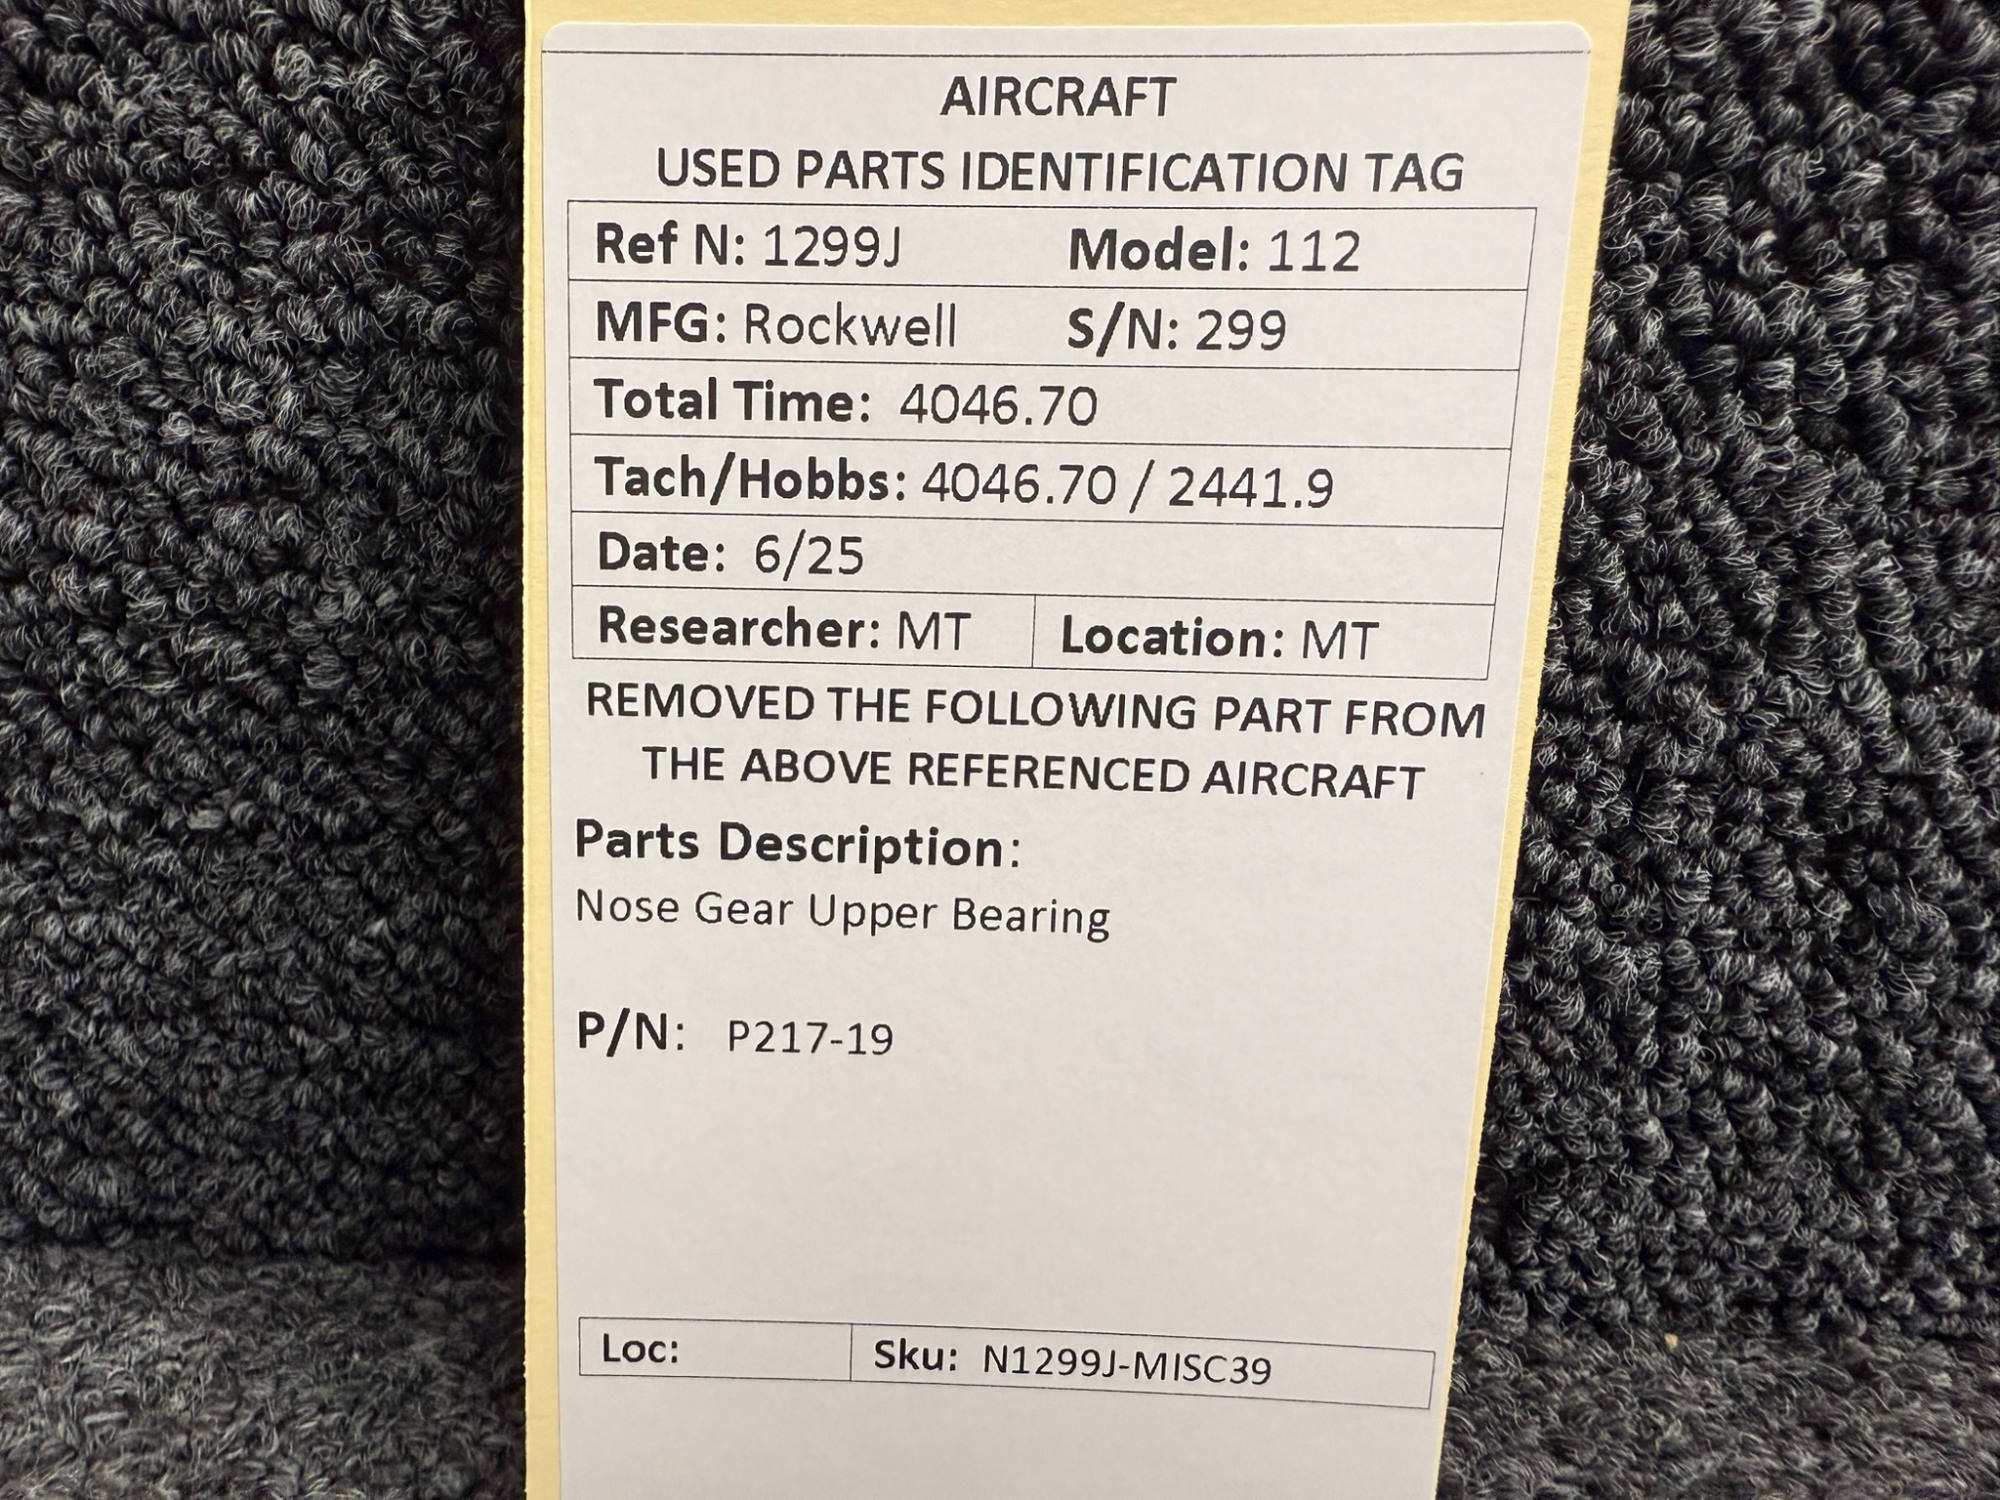 AIRCRAFT
USED PARTS IDENTIFICATION TAG
Ref N: 1299J Model: 112
MFG: Rockwell S/N: 299
Total Time: 4046.70
Tach/Hobbs: 4046.70 / 2441.9
Date: 6/25
Researcher: MT Location: MT
REMOVED THE FOLLOWING PART FROM
THE ABOVE REFERENCED AIRCRAFT
Parts Description:
Nose Gear Upper Bearing
P/N: P217-19
Loc: Sku: N1299J-MISC39